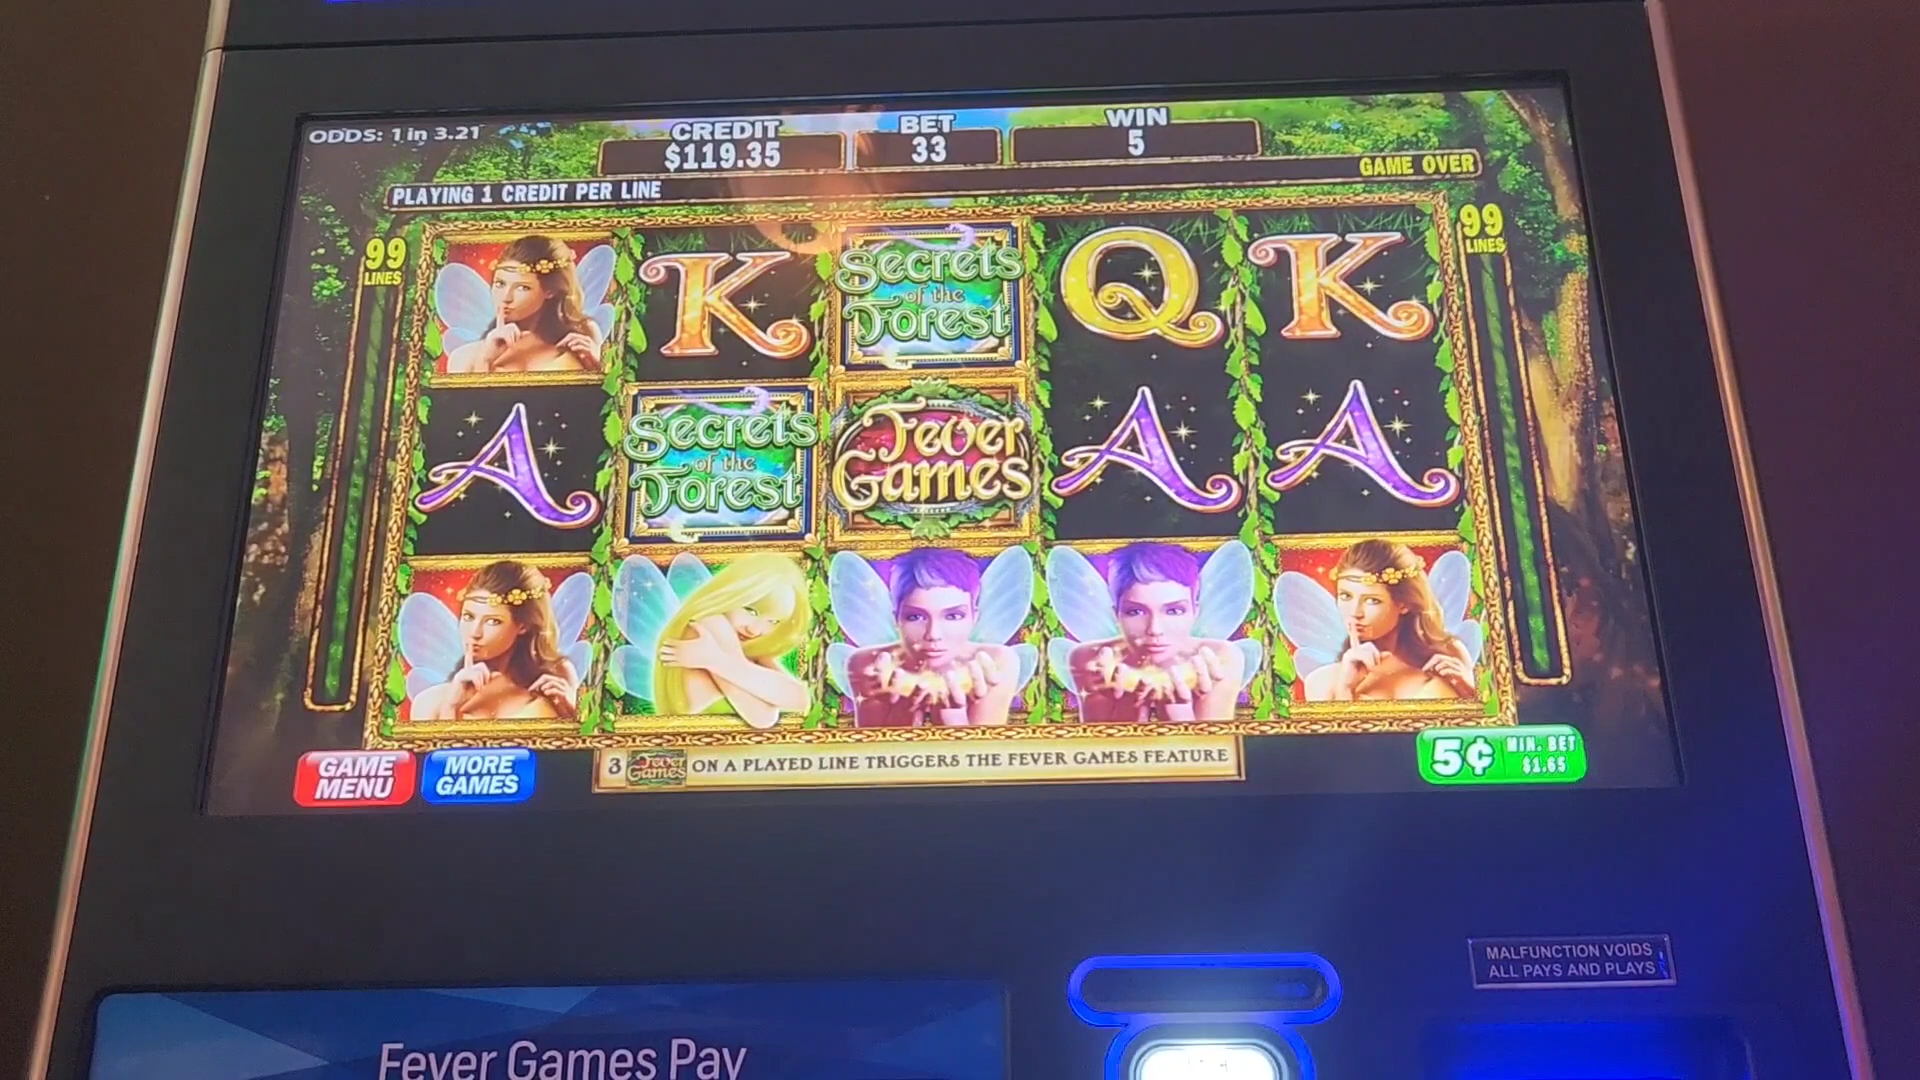 ODDS: 1 in 3.21
CREDIT
$119.35
BET
33
WIN
5
GAME OVER
PLAYING 1 CREDIT PER LINE
99
LINES
99
LINES
K
Secrets
of the
Forest
Q
K
A
Secrets
of the
Forest
Fever
Games
A
A
GAME
MENU
MORE
GAMES
3 Fever Games ON A PLAYED LINE TRIGGERS THE FEVER GAMES FEATURE
5¢
MIN. BET
$1.65
MALFUNCTION VOIDS
ALL PAYS AND PLAYS
Fever Games Pay